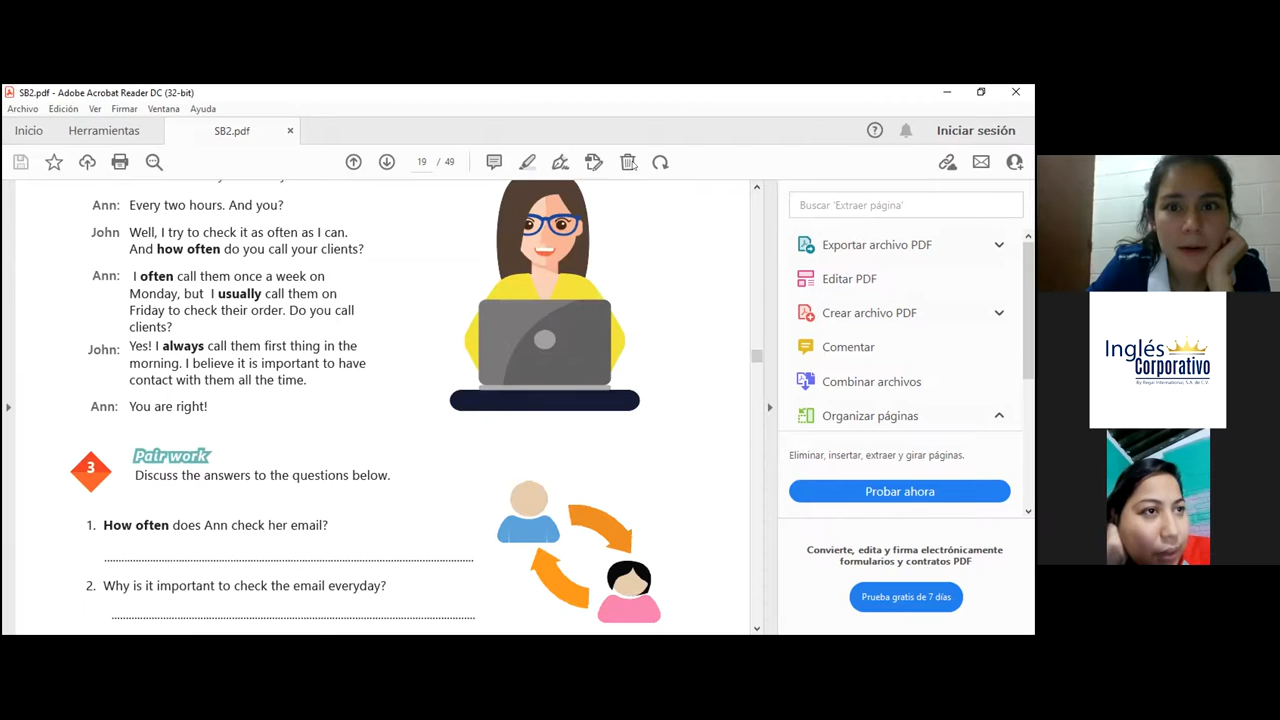 SB2.pdf - Adobe Acrobat Reader DC (32-bit)
Archivo Edición Ver Firmar Ventana Ayuda
Inicio Herramientas SB2.pdf × Iniciar sesión
19 / 49
Ann: Every two hours. And you?
John Well, I try to check it as often as I can.
And how often do you call your clients?
Ann: I often call them once a week on
Monday, but I usually call them on
Friday to check their order. Do you call
clients?
John: Yes! I always call them first thing in the
morning. I believe it is important to have
contact with them all the time.
Ann: You are right!
3
Pair work
Discuss the answers to the questions below.
1. How often does Ann check her email?
2. Why is it important to check the email everyday?
Buscar 'Extraer página'
Exportar archivo PDF
Editar PDF
Crear archivo PDF
Comentar
Combinar archivos
Organizar páginas
Eliminar, insertar, extraer y girar páginas.
Probar ahora
Convierte, edita y firma electrónicamente
formularios y contratos PDF
Prueba gratis de 7 días
Inglés
Corporativo
By Regal International, S.A. de C.V.